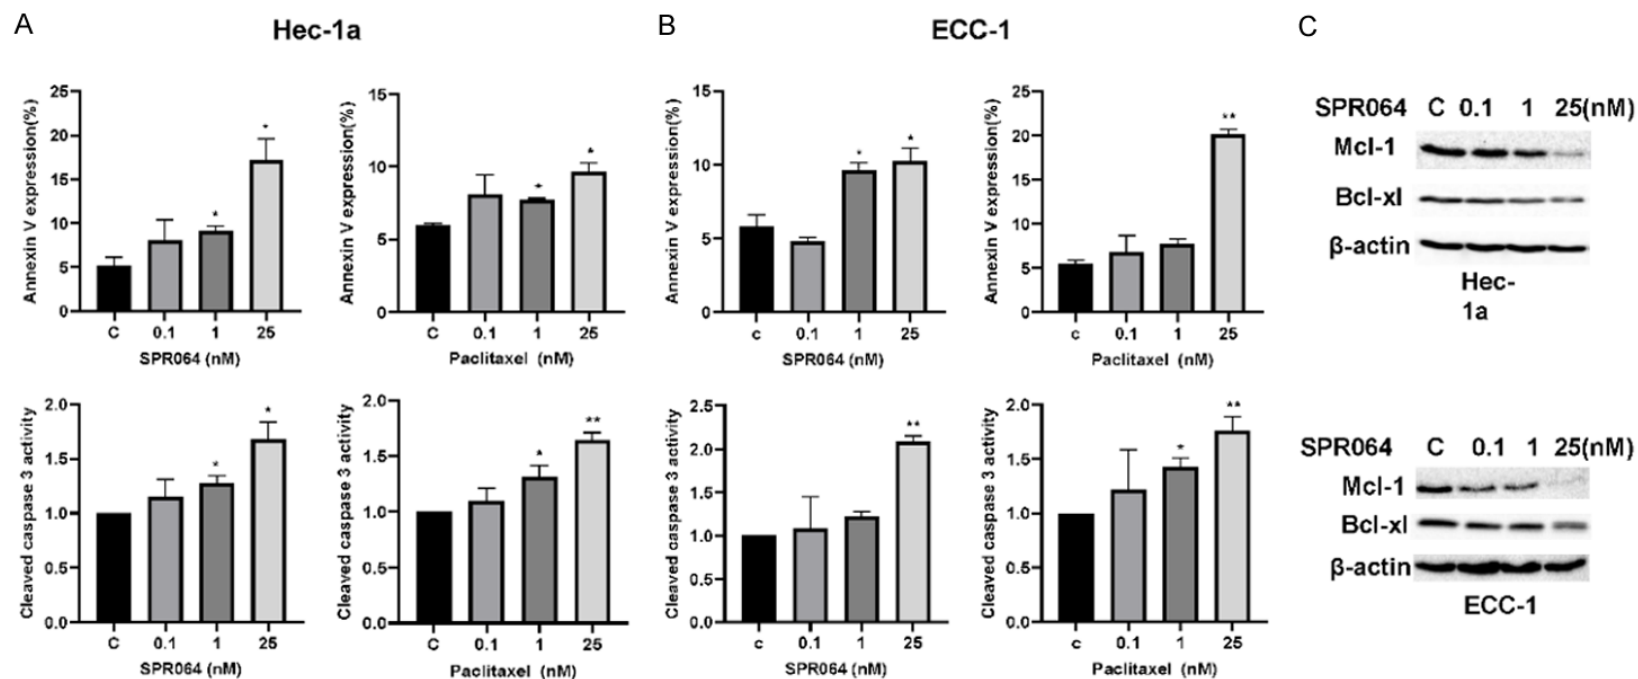 A
Hec-1a
B
ECC-1
C
Annexin V expression(%)
25
20
15
10
5
0
*
*
C 0.1 1 25
SPR064 (nM)
Annexin V expression(%)
15
10
5
0
*
*
C 0.1 1 25
Paclitaxel (nM)
Annexin V expression(%)
15
10
5
0
*
*
c 0.1 1 25
SPR064 (nM)
Annexin V expression(%)
25
20
15
10
5
0
**
c 0.1 1 25
Paclitaxel (nM)
Cleaved caspase 3 activity
2.0
1.5
1.0
0.5
0.0
*
*
C 0.1 1 25
SPR064 (nM)
Cleaved caspase 3 activity
2.0
1.5
1.0
0.5
0.0
*
**
C 0.1 1 25
Paclitaxel (nM)
Cleaved caspase 3 activity
2.5
2.0
1.5
1.0
0.5
0.0
**
c 0.1 1 25
SPR064 (nM)
Cleaved caspase 3 activity
2.0
1.5
1.0
0.5
0.0
*
**
c 0.1 1 25
Paclitaxel (nM)
SPR064 C 0.1 1 25(nM)
Mcl-1
Bcl-xl
β-actin
Hec-
1a
SPR064 C 0.1 1 25(nM)
Mcl-1
Bcl-xl
β-actin
ECC-1